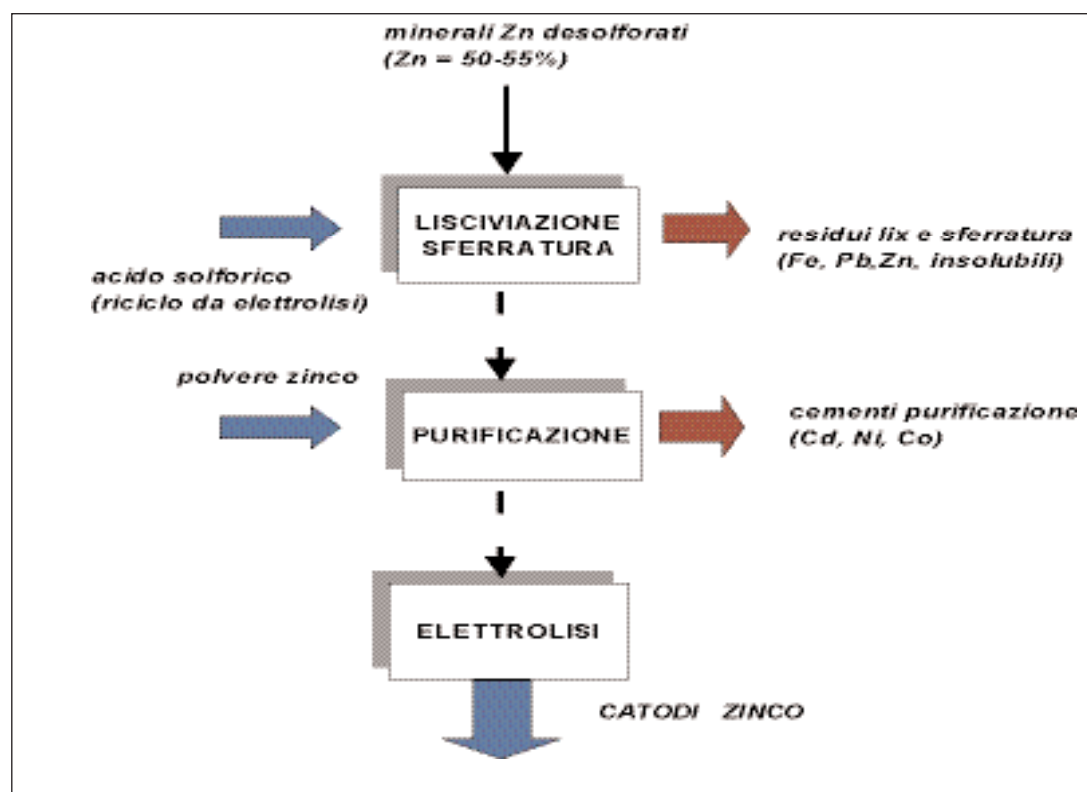 minerali Zn desolforati
(Zn = 50-55%)
LISCIVIAZIONE
SFERRATURA
acido solforico
(riciclo da elettrolisi)
residui lix e sferratura
(Fe, Pb,Zn, insolubili)
polvere zinco
PURIFICAZIONE
cementi purificazione
(Cd, Ni, Co)
ELETTROLISI
CATODI ZINCO